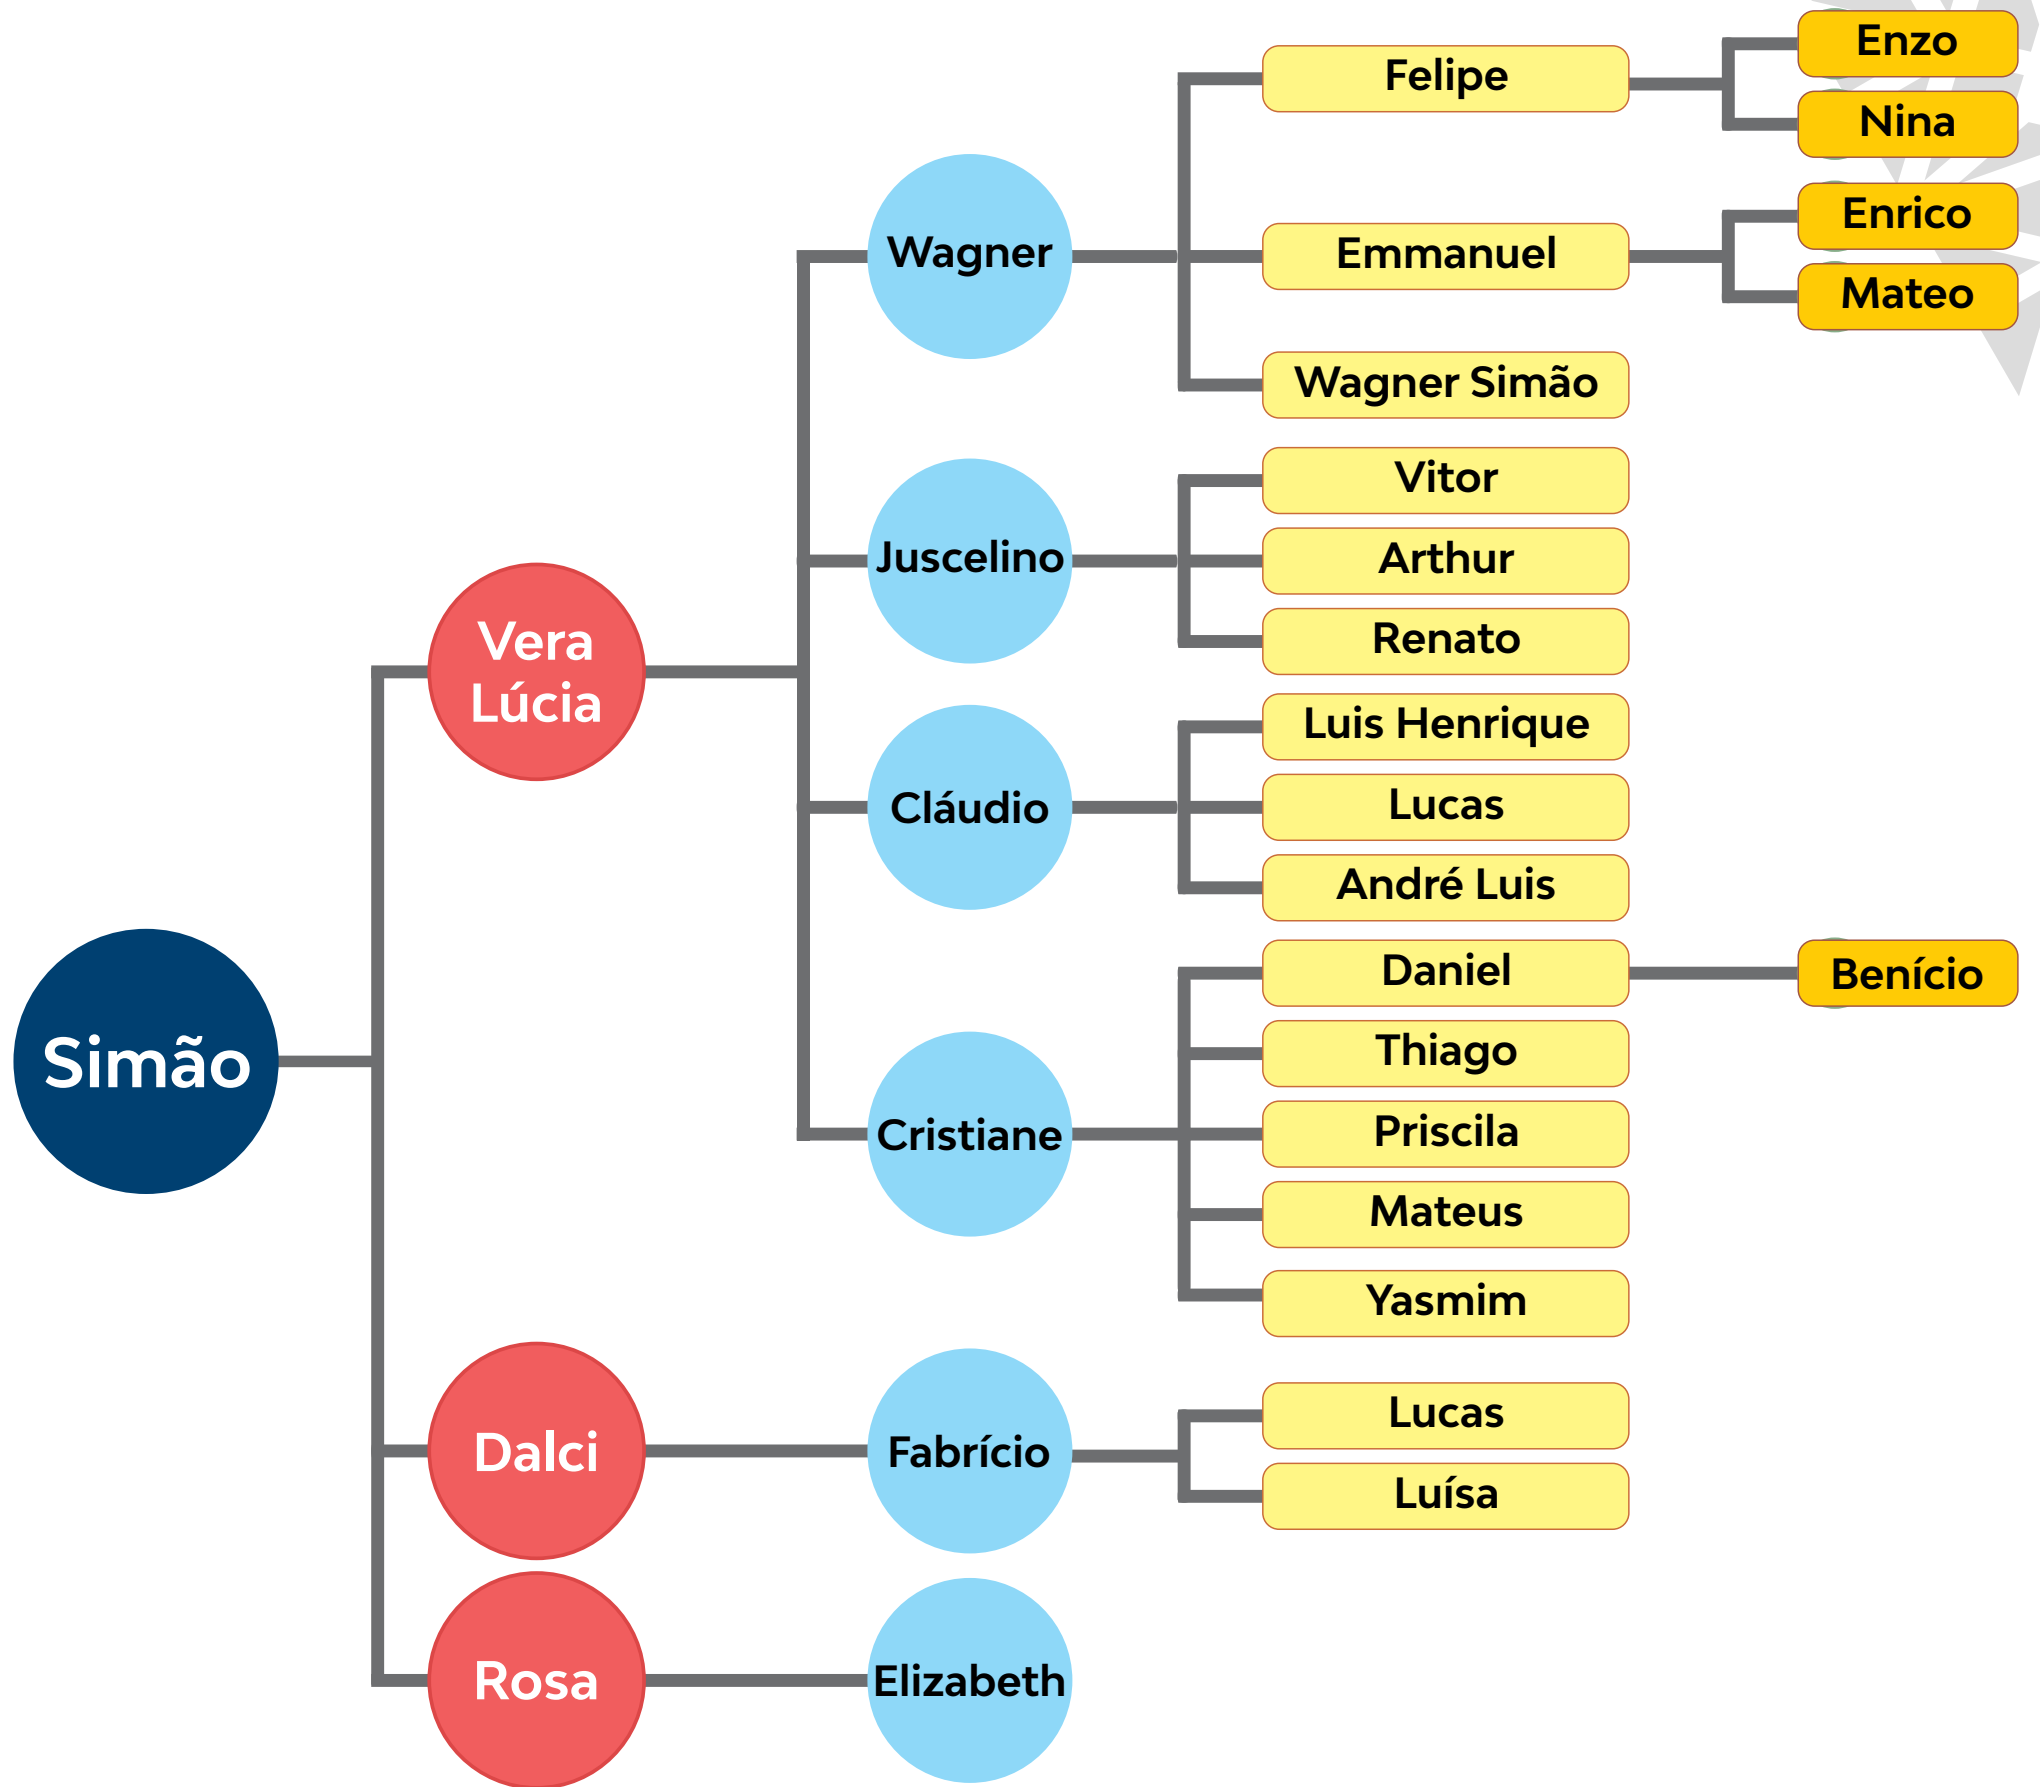 Simão
Vera
Lúcia
Wagner
Felipe
Enzo
Nina
Emmanuel
Enrico
Mateo
Wagner Simão
Juscelino
Vitor
Arthur
Renato
Cláudio
Luis Henrique
Lucas
André Luis
Cristiane
Daniel
Benício
Thiago
Priscila
Mateus
Yasmim
Dalci
Fabrício
Lucas
Luísa
Rosa
Elizabeth